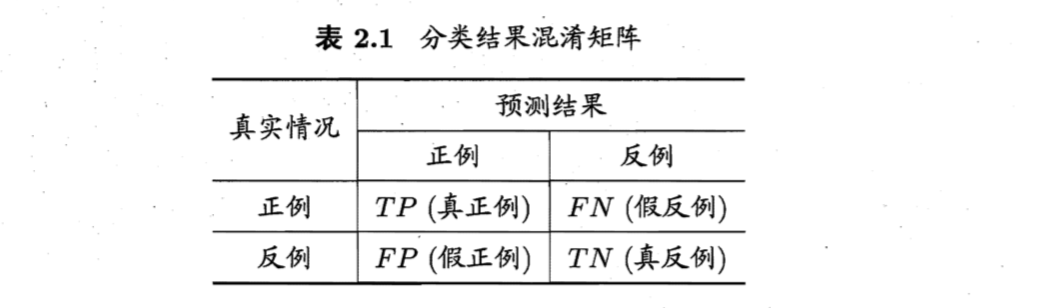 表 2.1 分类结果混淆矩阵
真实情况 预测结果
正例 反例
正例 TP (真正例) FN (假反例)
反例 FP (假正例) TN (真反例)